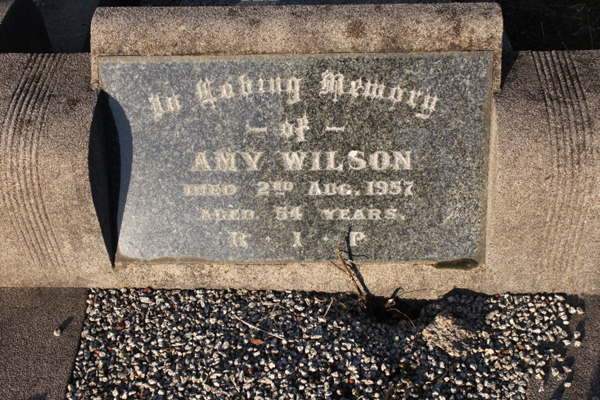 In Loving Memory
— of —
AMY WILSON
DIED 2ND AUG. 1957
AGED 54 YEARS.
R · I · P